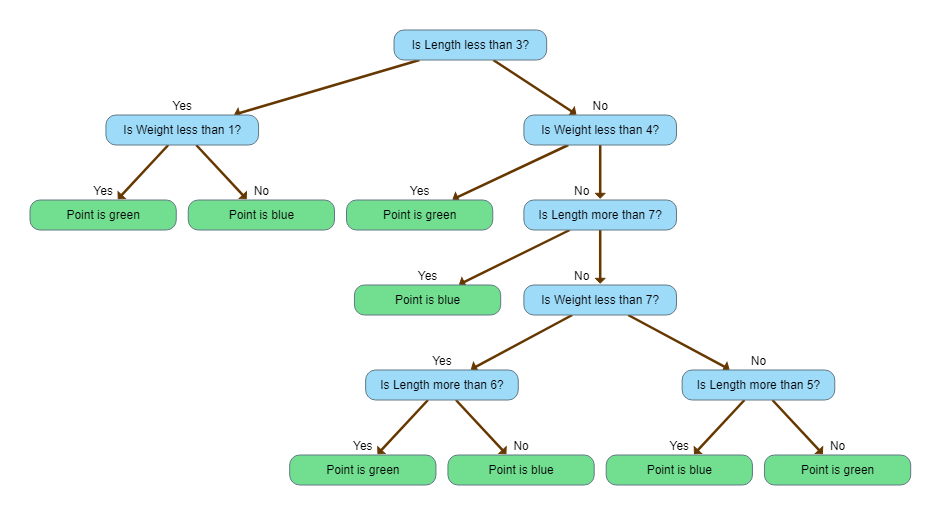 Is Length less than 3?
Yes
No
Is Weight less than 1?
Is Weight less than 4?
Yes
No
Yes
No
Point is green
Point is blue
Point is green
Is Length more than 7?
Yes
No
Point is blue
Is Weight less than 7?
Yes
No
Is Length more than 6?
Is Length more than 5?
Yes
No
Yes
No
Point is green
Point is blue
Point is blue
Point is green